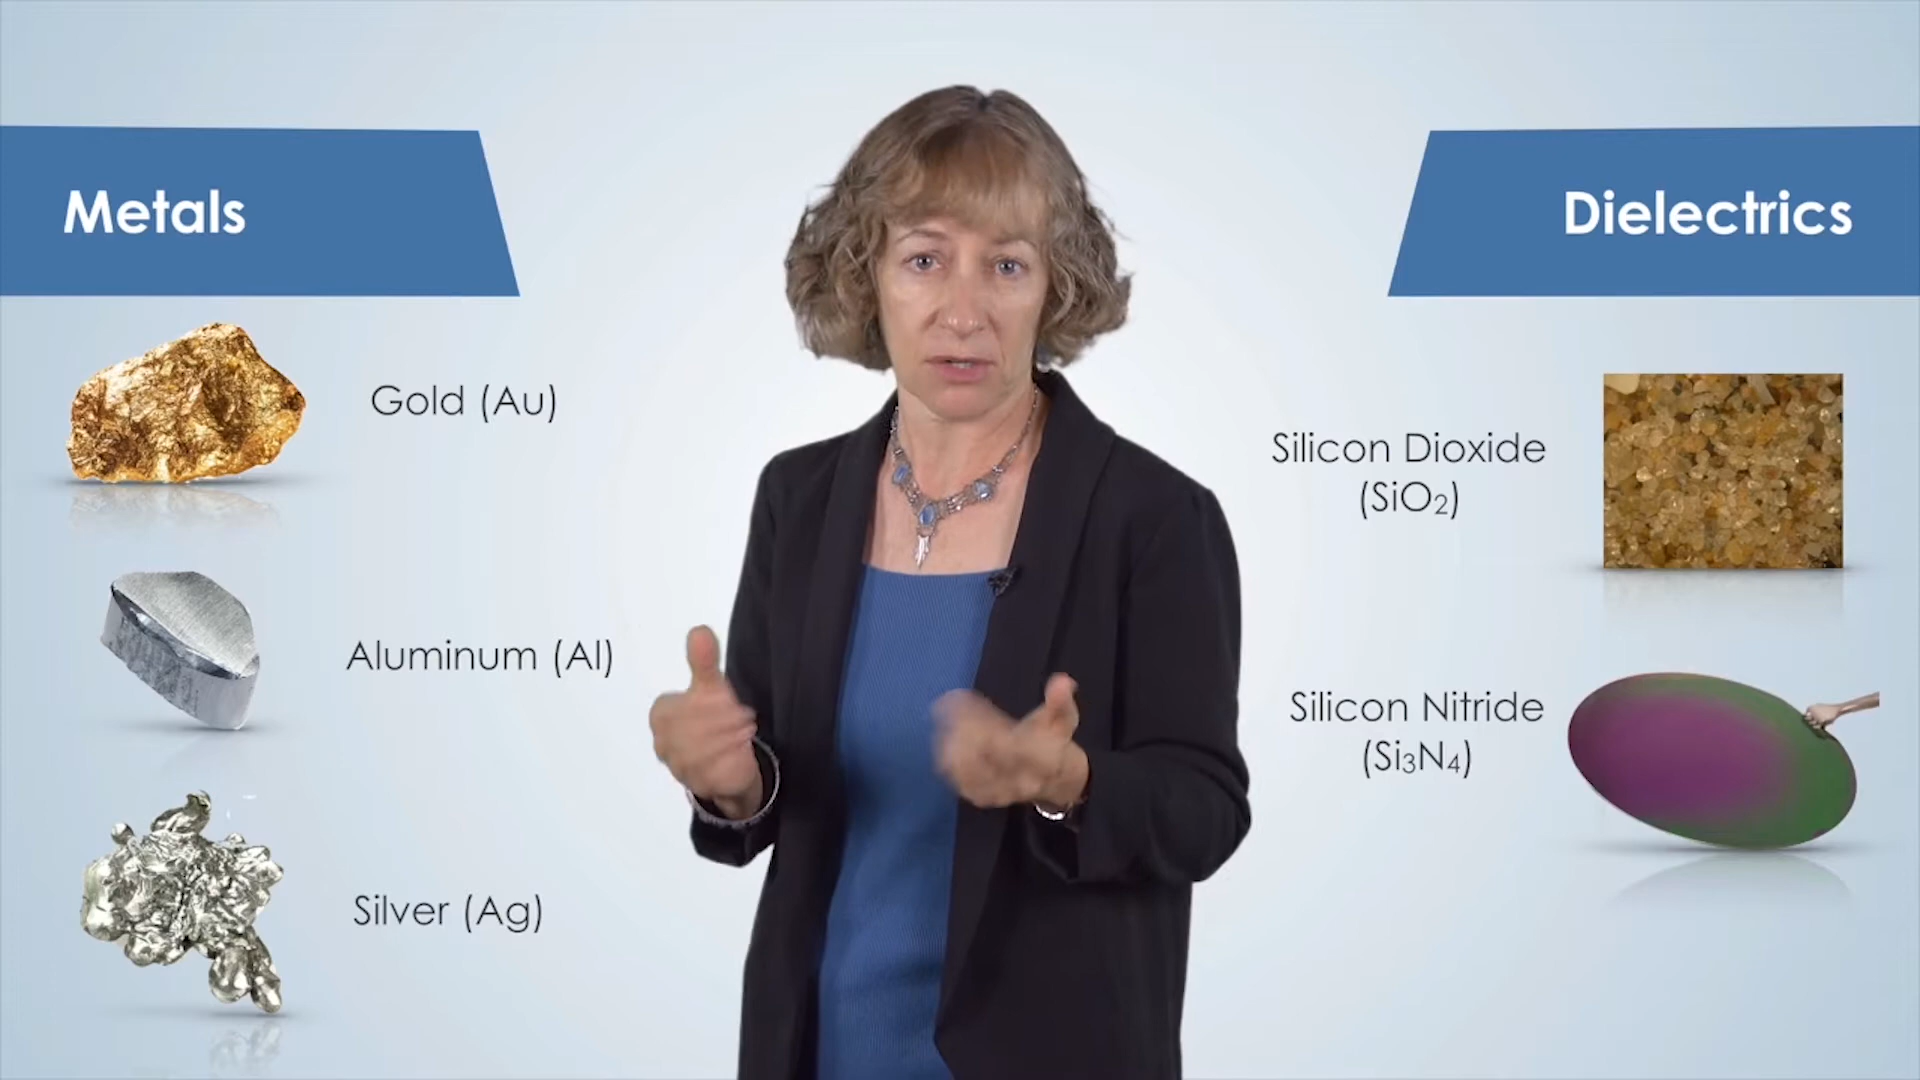 Metals
Gold (Au)
Aluminum (Al)
Silver (Ag)
Dielectrics
Silicon Dioxide
(SiO₂)
Silicon Nitride
(Si₃N₄)